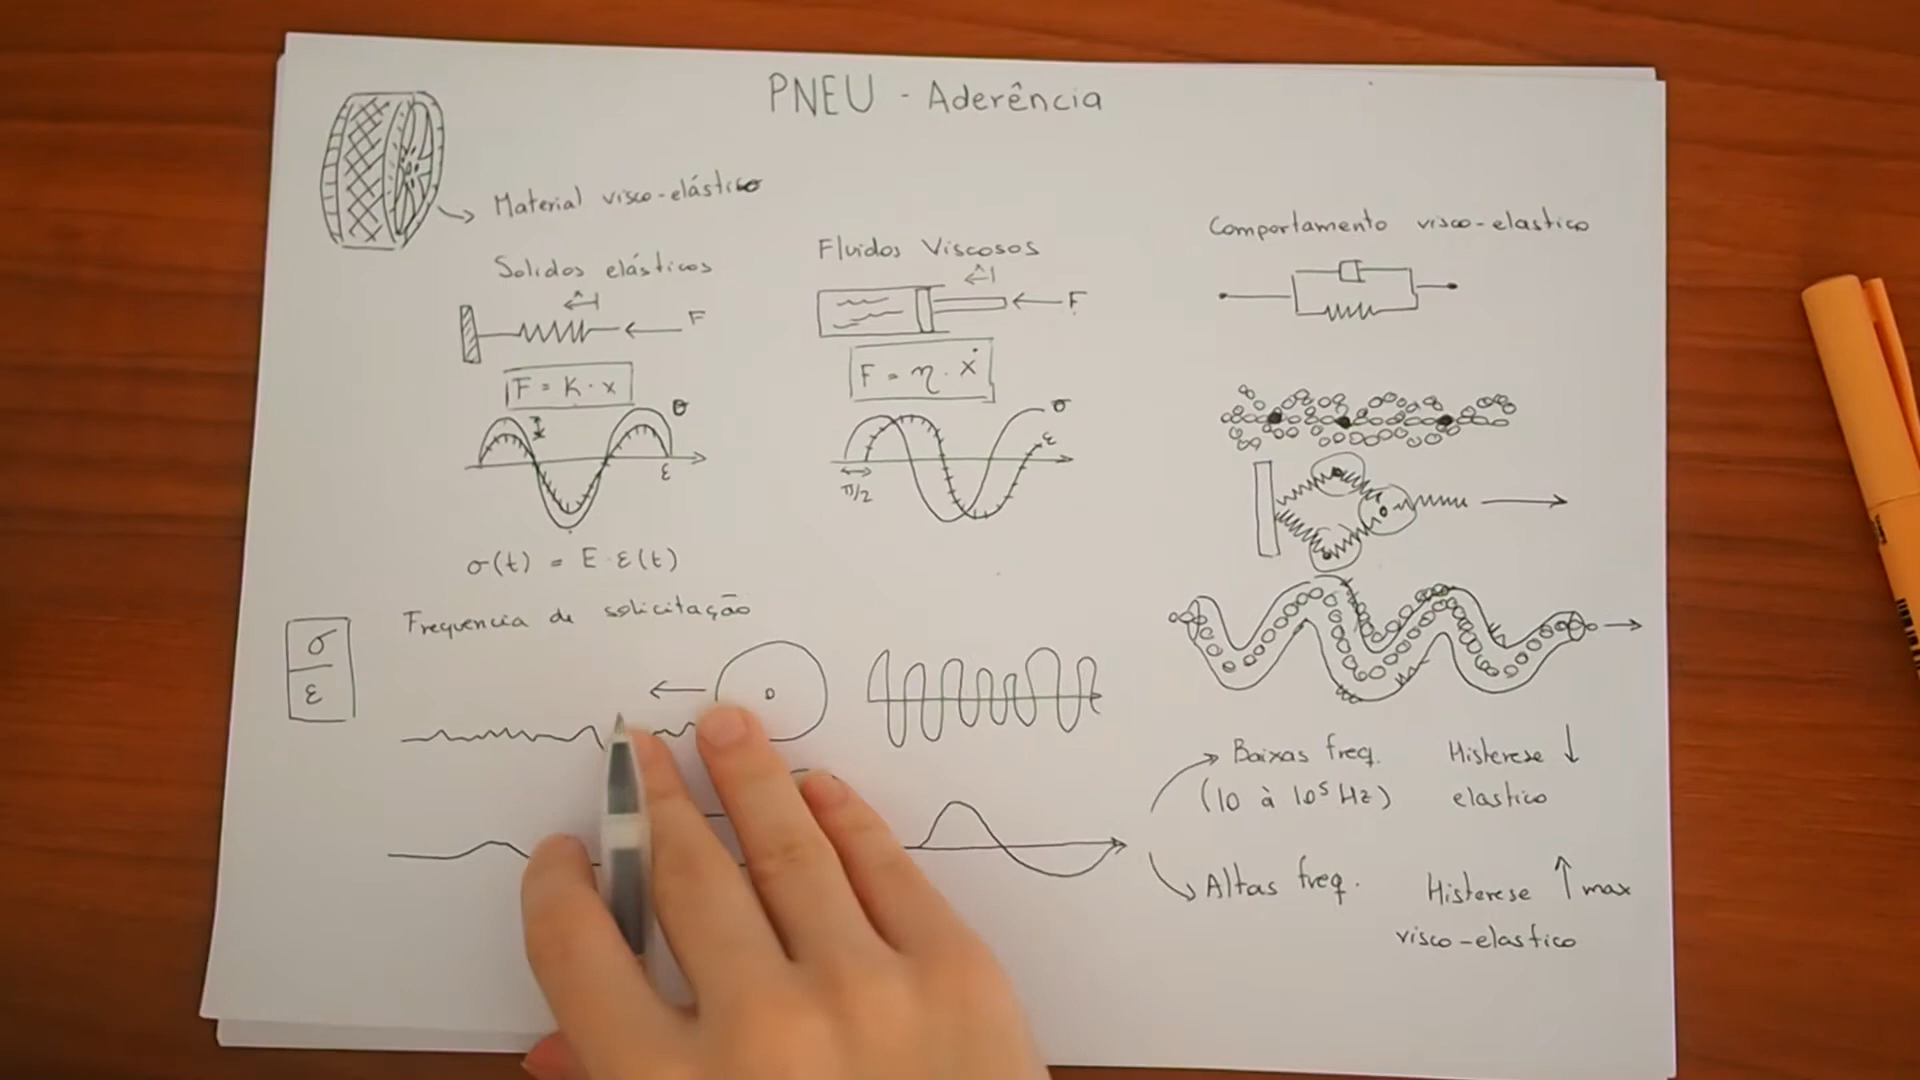 PNEU - Aderência
Material visco-elástico
Solidos elásticos
F
F = K · x
σ
ε
σ(t) = E · ε(t)
Fluidos Viscosos
F
F = η · ẋ
σ
ε
π/2
Comportamento visco-elastico
Frequencia de solicitação
σ
ε
Baixas freq. Histerese ↓
(10 à 10⁵ Hz) elastico
Altas freq. Histerese ↑ max
visco-elastico